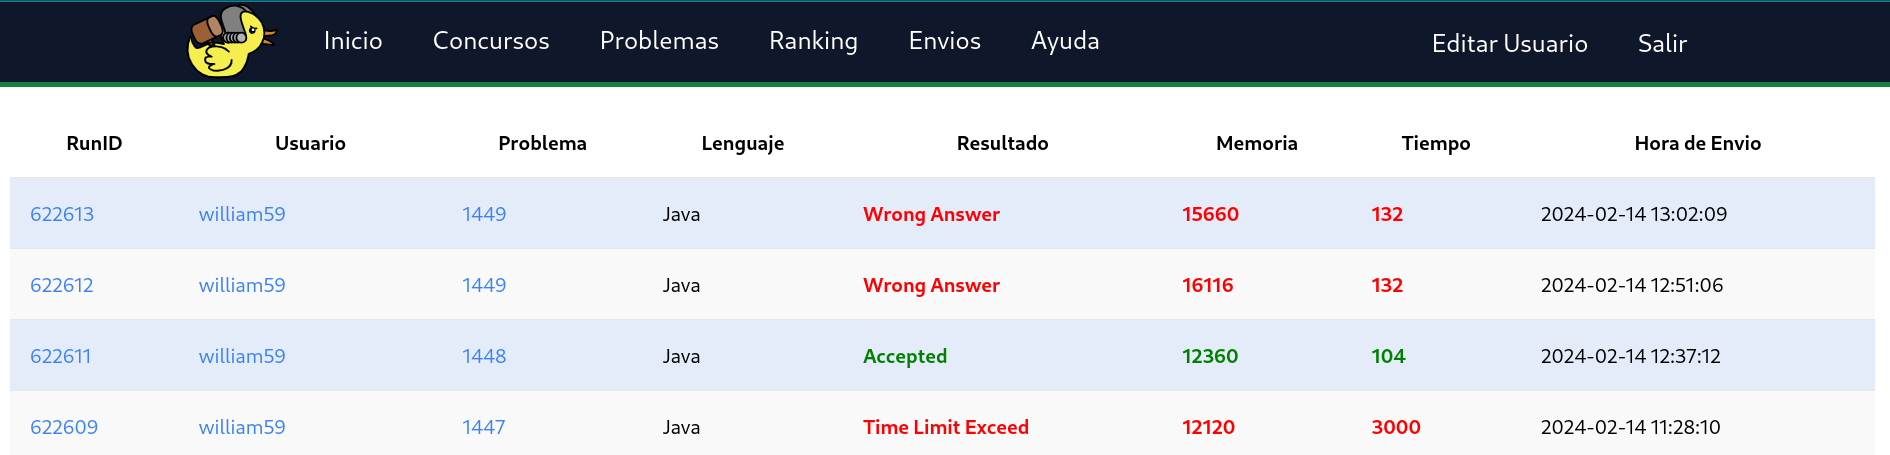 Inicio Concursos Problemas Ranking Envios Ayuda Editar Usuario Salir
RunID Usuario Problema Lenguaje Resultado Memoria Tiempo Hora de Envio
622613 william59 1449 Java Wrong Answer 15660 132 2024-02-14 13:02:09
622612 william59 1449 Java Wrong Answer 16116 132 2024-02-14 12:51:06
622611 william59 1448 Java Accepted 12360 104 2024-02-14 12:37:12
622609 william59 1447 Java Time Limit Exceed 12120 3000 2024-02-14 11:28:10